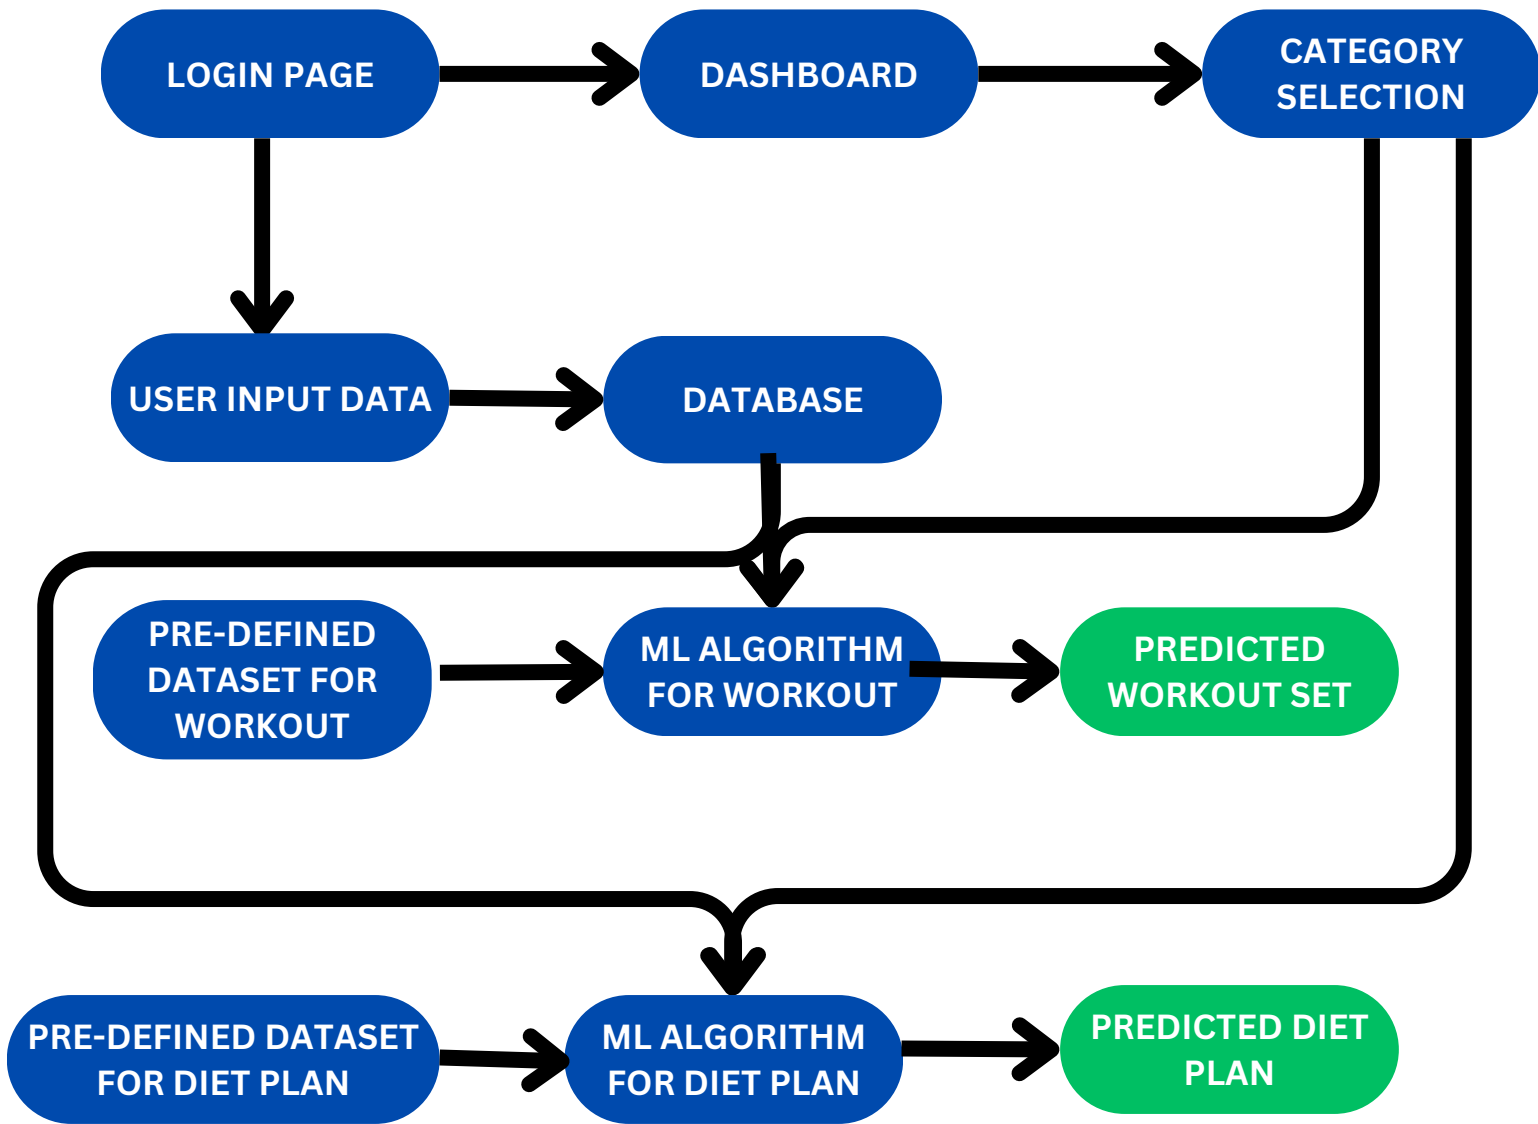 LOGIN PAGE
DASHBOARD
CATEGORY
SELECTION
USER INPUT DATA
DATABASE
PRE-DEFINED
DATASET FOR
WORKOUT
ML ALGORITHM
FOR WORKOUT
PREDICTED
WORKOUT SET
PRE-DEFINED DATASET
FOR DIET PLAN
ML ALGORITHM
FOR DIET PLAN
PREDICTED DIET
PLAN